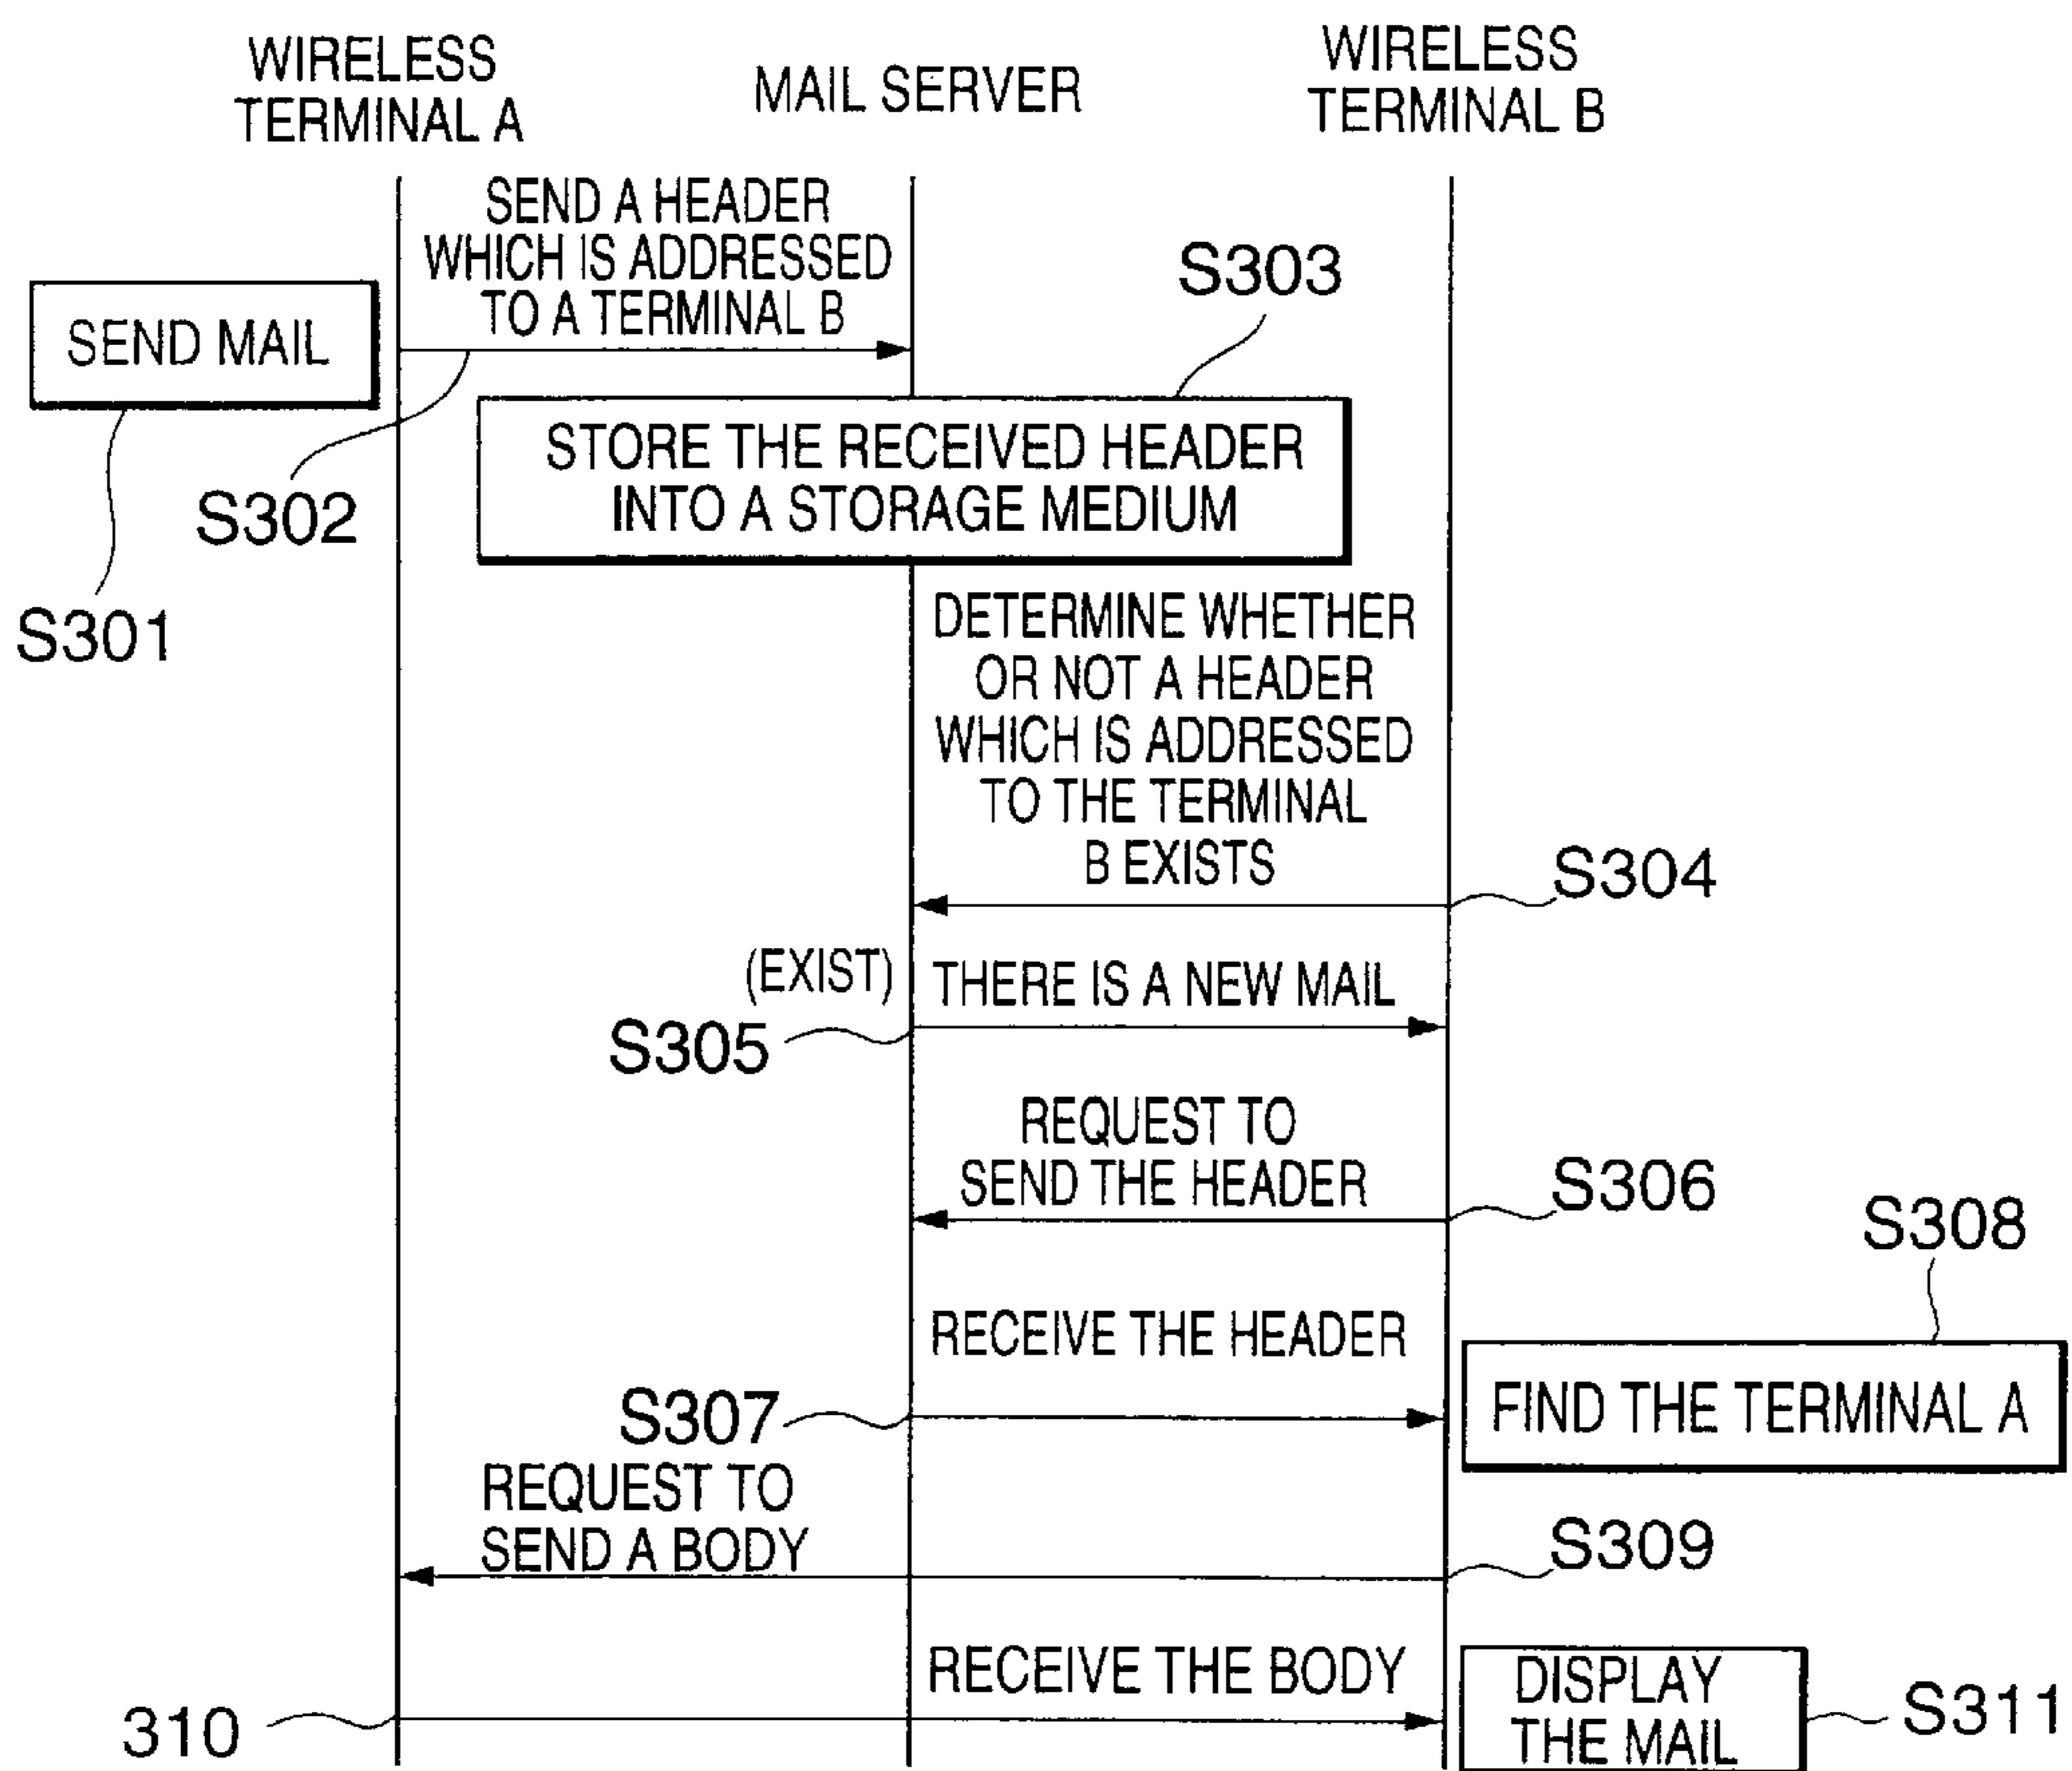 WIRELESS
TERMINAL A
MAIL SERVER
WIRELESS
TERMINAL B
SEND A HEADER
WHICH IS ADDRESSED
TO A TERMINAL B
S303
SEND MAIL
STORE THE RECEIVED HEADER
INTO A STORAGE MEDIUM
S302
S301
DETERMINE WHETHER
OR NOT A HEADER
WHICH IS ADDRESSED
TO THE TERMINAL
B EXISTS
S304
(EXIST)
THERE IS A NEW MAIL
S305
REQUEST TO
SEND THE HEADER
S306
S308
RECEIVE THE HEADER
FIND THE TERMINAL A
S307
REQUEST TO
SEND A BODY
S309
RECEIVE THE BODY
DISPLAY
THE MAIL
S311
310